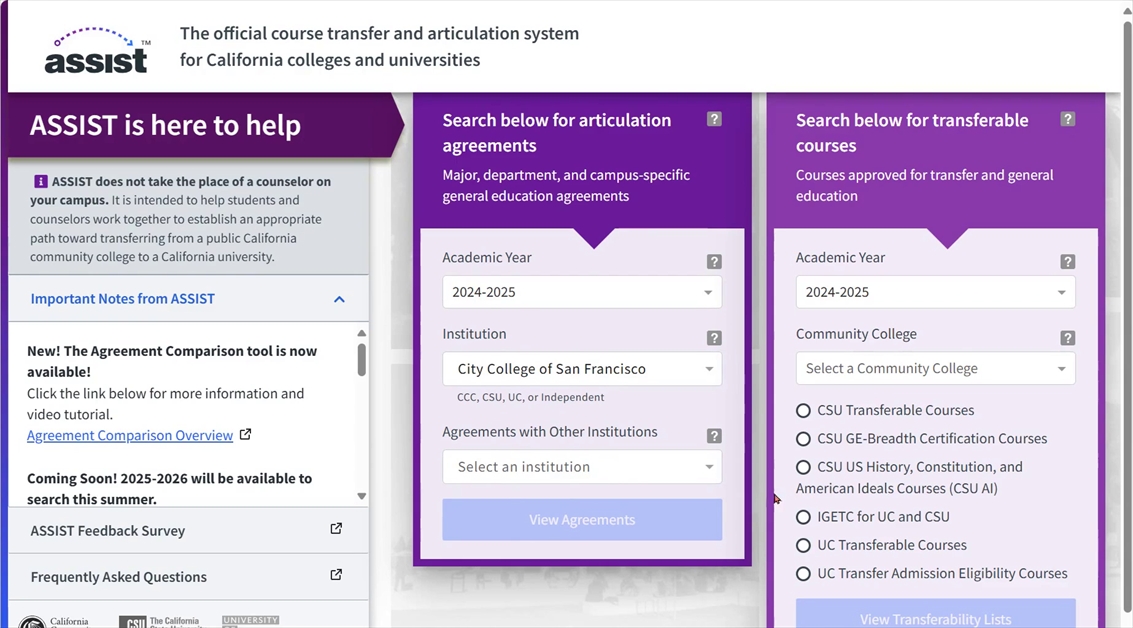 assist™
The official course transfer and articulation system
for California colleges and universities
ASSIST is here to help
i ASSIST does not take the place of a counselor on
your campus. It is intended to help students and
counselors work together to establish an appropriate
path toward transferring from a public California
community college to a California university.
Important Notes from ASSIST
New! The Agreement Comparison tool is now
available!
Click the link below for more information and
video tutorial.
Agreement Comparison Overview
Coming Soon! 2025-2026 will be available to
search this summer.
ASSIST Feedback Survey
Frequently Asked Questions
California
CSU The California
UNIVERSITY
Search below for articulation ?
agreements
Major, department, and campus-specific
general education agreements
Academic Year ?
2024-2025
Institution ?
City College of San Francisco
CCC, CSU, UC, or Independent
Agreements with Other Institutions ?
Select an institution
View Agreements
Search below for transferable ?
courses
Courses approved for transfer and general
education
Academic Year ?
2024-2025
Community College ?
Select a Community College
CSU Transferable Courses
CSU GE-Breadth Certification Courses
CSU US History, Constitution, and
American Ideals Courses (CSU AI)
IGETC for UC and CSU
UC Transferable Courses
UC Transfer Admission Eligibility Courses
View Transferability Lists